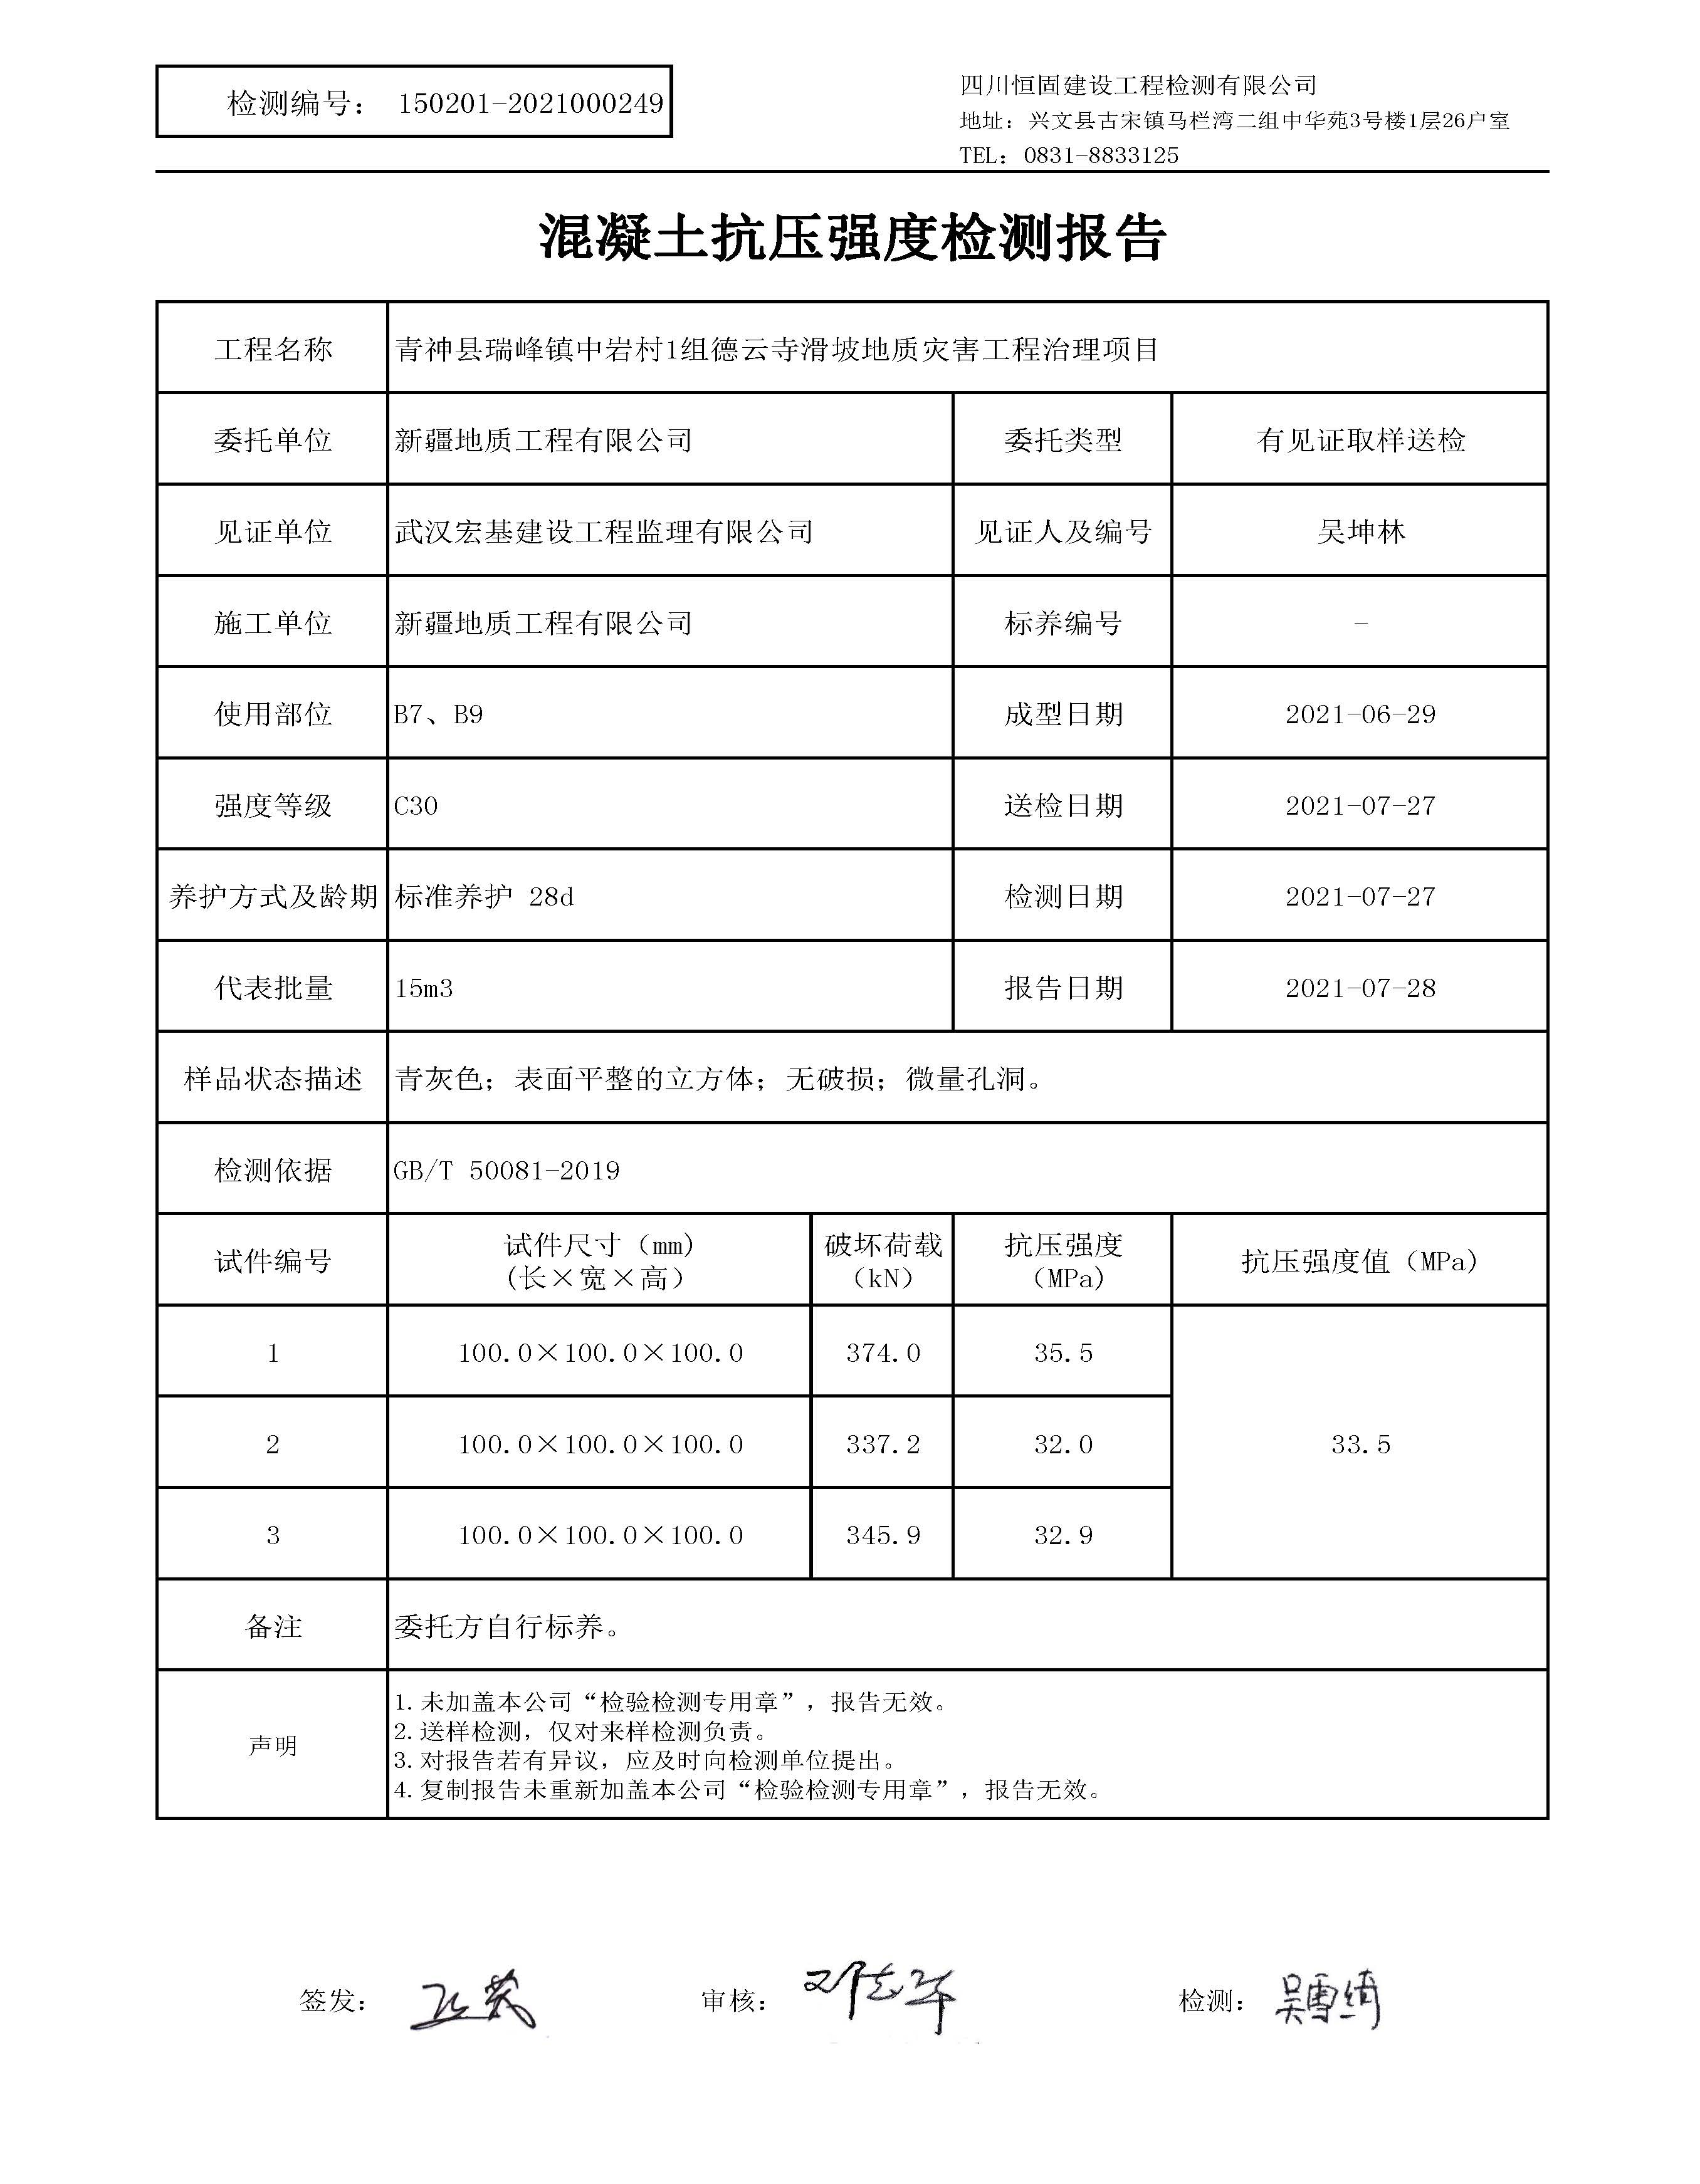 检测编号： 150201-2021000249
四川恒固建设工程检测有限公司
地址：兴文县古宋镇马栏湾二组中华苑3号楼1层26户室
TEL：0831-8833125
混凝土抗压强度检测报告
工程名称 青神县瑞峰镇中岩村1组德云寺滑坡地质灾害工程治理项目
委托单位 新疆地质工程有限公司 委托类型 有见证取样送检
见证单位 武汉宏基建设工程监理有限公司 见证人及编号 吴坤林
施工单位 新疆地质工程有限公司 标养编号 -
使用部位 B7、B9 成型日期 2021-06-29
强度等级 C30 送检日期 2021-07-27
养护方式及龄期 标准养护 28d 检测日期 2021-07-27
代表批量 15m3 报告日期 2021-07-28
样品状态描述 青灰色；表面平整的立方体；无破损；微量孔洞。
检测依据 GB/T 50081-2019
试件编号 试件尺寸（mm)
(长×宽×高） 破坏荷载
（kN） 抗压强度
（MPa) 抗压强度值（MPa)
1 100.0×100.0×100.0 374.0 35.5
2 100.0×100.0×100.0 337.2 32.0 33.5
3 100.0×100.0×100.0 345.9 32.9
备注 委托方自行标养。
声明
1.未加盖本公司“检验检测专用章”，报告无效。
2.送样检测，仅对来样检测负责。
3.对报告若有异议，应及时向检测单位提出。
4.复制报告未重新加盖本公司“检验检测专用章”，报告无效。
签发： 审核： 邓志华 检测： 吴雪绮